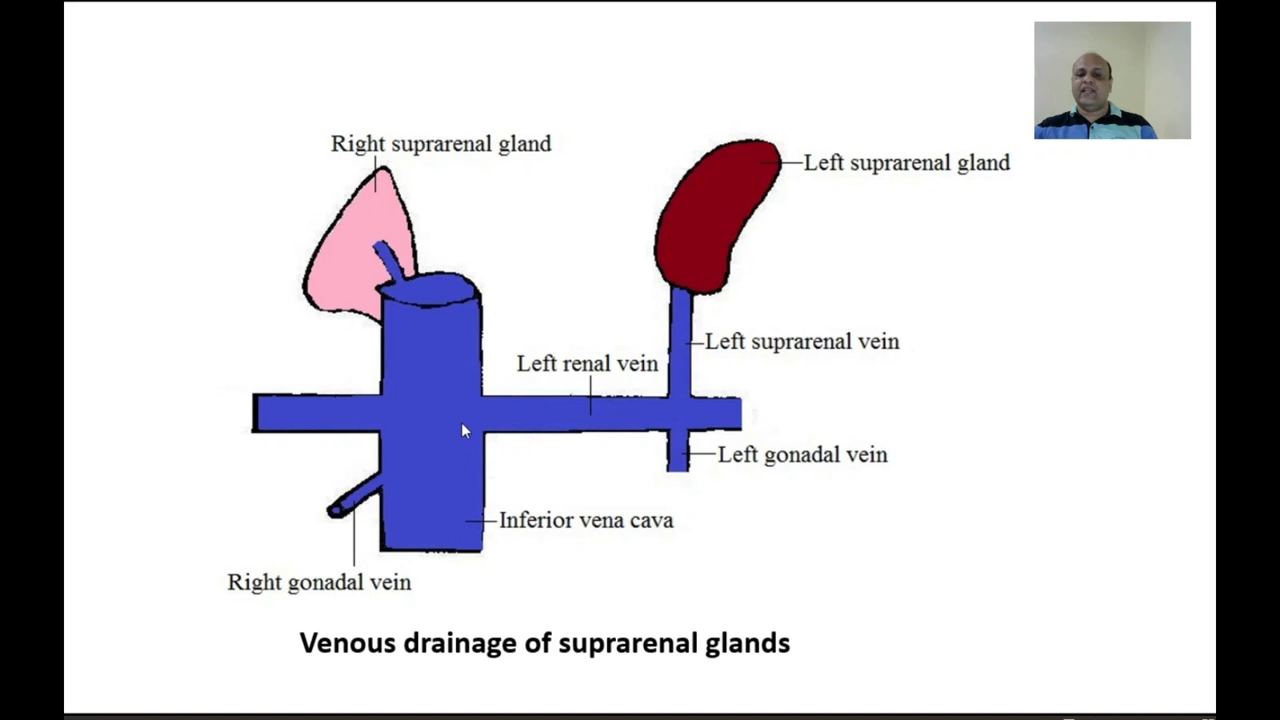 Right suprarenal gland
Left suprarenal gland
Left suprarenal vein
Left renal vein
Left gonadal vein
Inferior vena cava
Right gonadal vein
Venous drainage of suprarenal glands